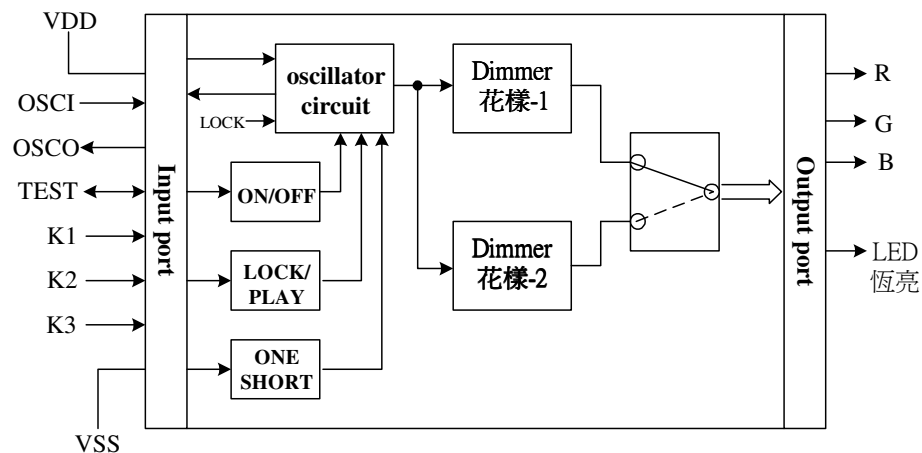 VDD
OSCI
OSCO
TEST
K1
K2
K3
VSS
Input port
oscillator
circuit
LOCK
ON/OFF
LOCK/
PLAY
ONE
SHORT
Dimmer
花樣-1
Dimmer
花樣-2
Output port
R
G
B
LED
恆亮